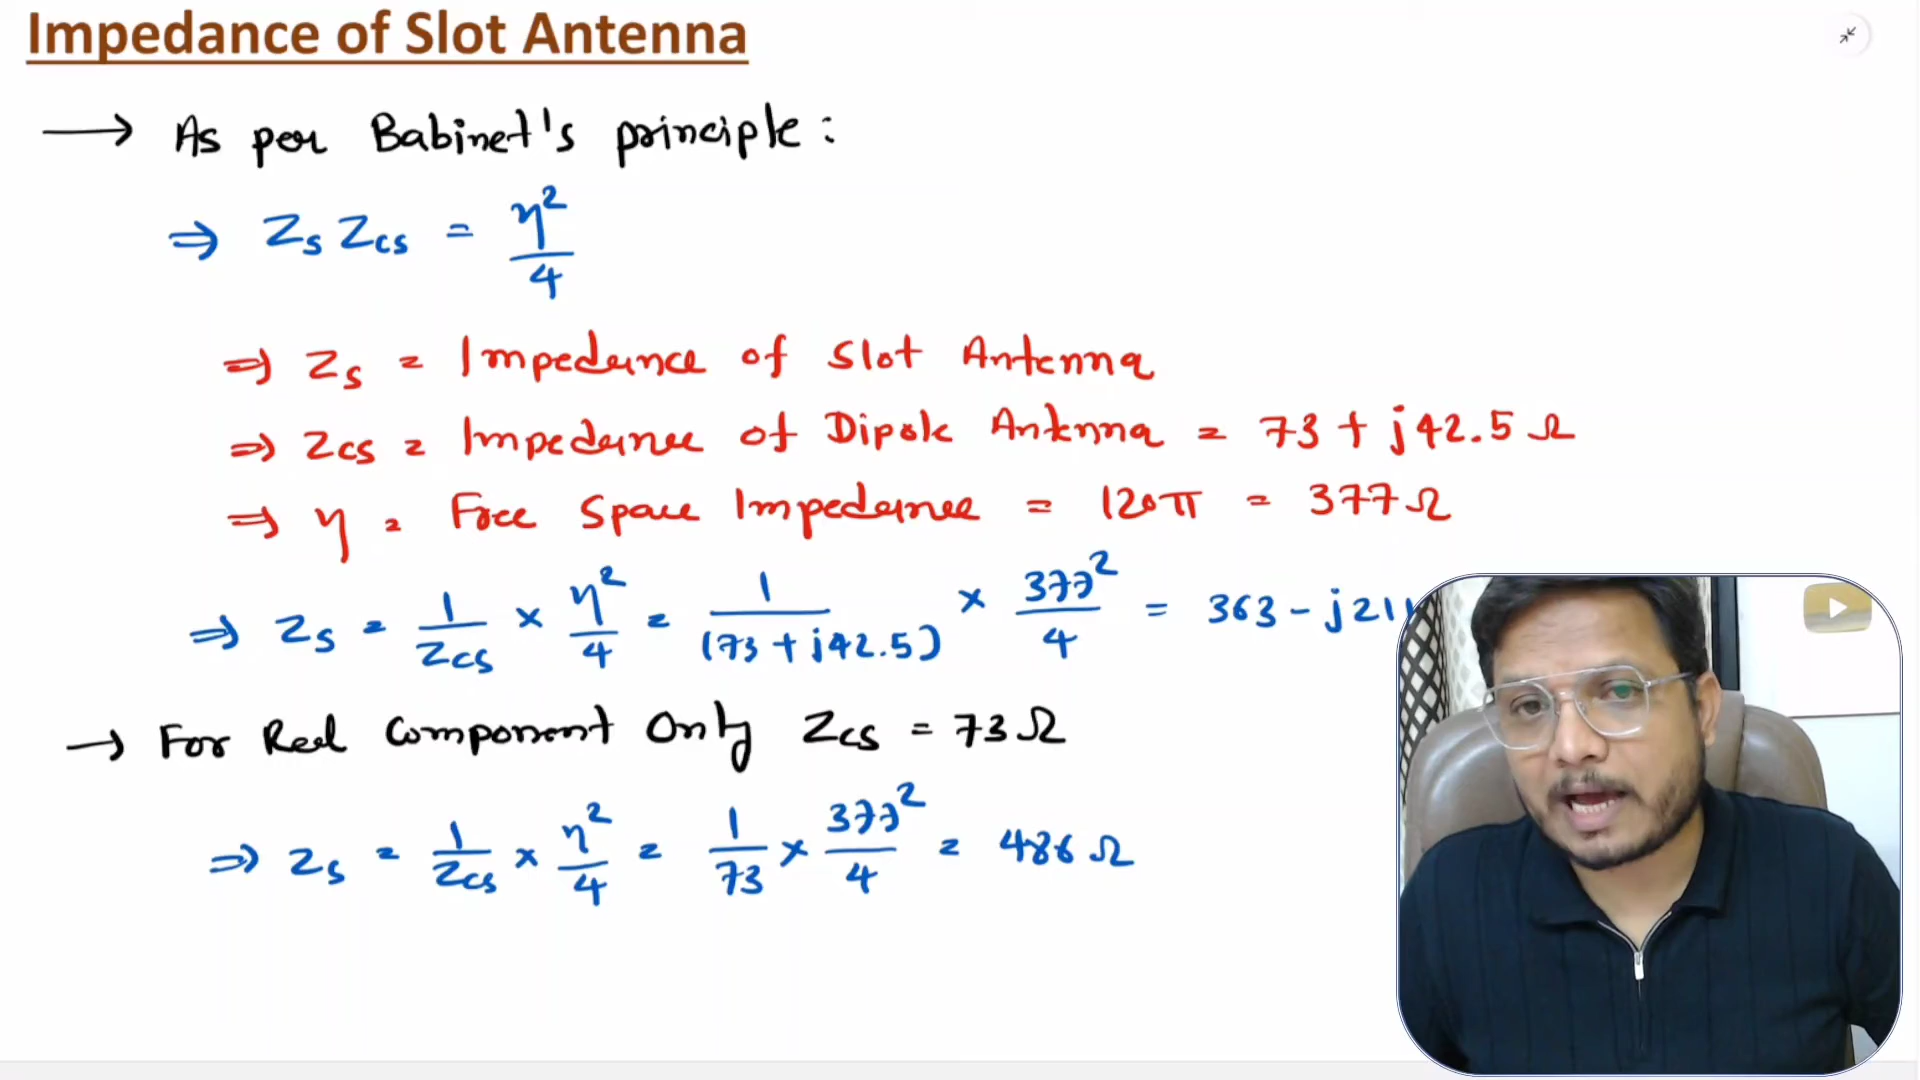 Impedance of Slot Antenna
→ As per Babinet's principle:
⇒ Zs Zcs = η²/4
⇒ Zs = Impedance of Slot Antenna
⇒ Zcs = Impedance of Dipole Antenna = 73 + j42.5 Ω
⇒ η = Free Space Impedance = 120π = 377 Ω
⇒ Zs = 1/Zcs × η²/4 = 1/(73 + j42.5) × 377²/4 = 363 - j211
→ For Real Component Only Zcs = 73 Ω
⇒ Zs = 1/Zcs × η²/4 = 1/73 × 377²/4 = 486 Ω